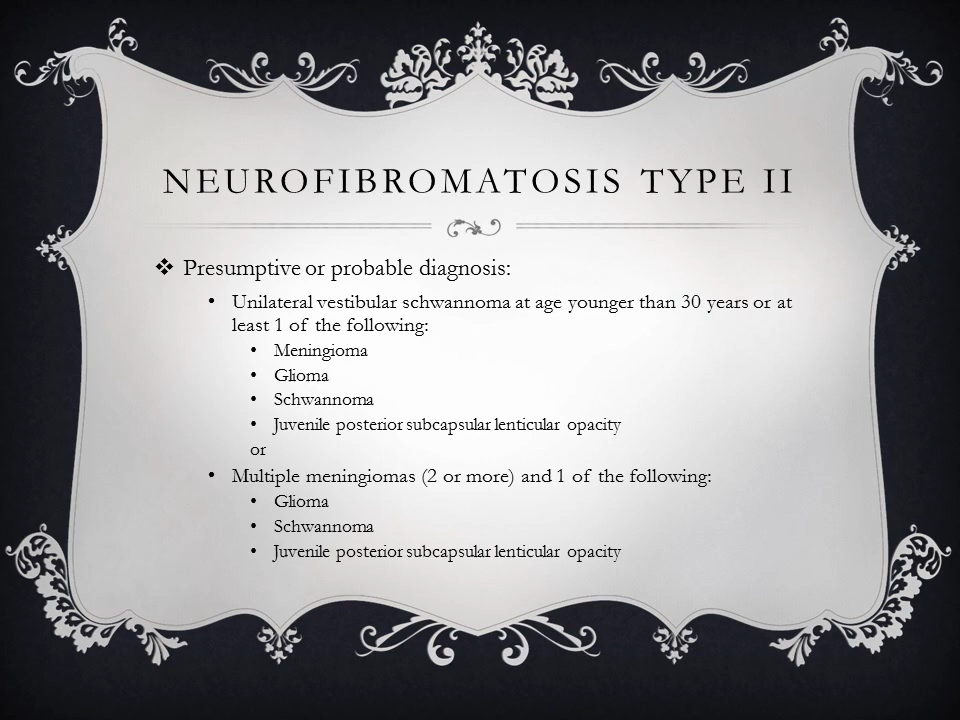 NEUROFIBROMATOSIS TYPE II
❖ Presumptive or probable diagnosis:
• Unilateral vestibular schwannoma at age younger than 30 years or at
least 1 of the following:
• Meningioma
• Glioma
• Schwannoma
• Juvenile posterior subcapsular lenticular opacity
or
• Multiple meningiomas (2 or more) and 1 of the following:
• Glioma
• Schwannoma
• Juvenile posterior subcapsular lenticular opacity